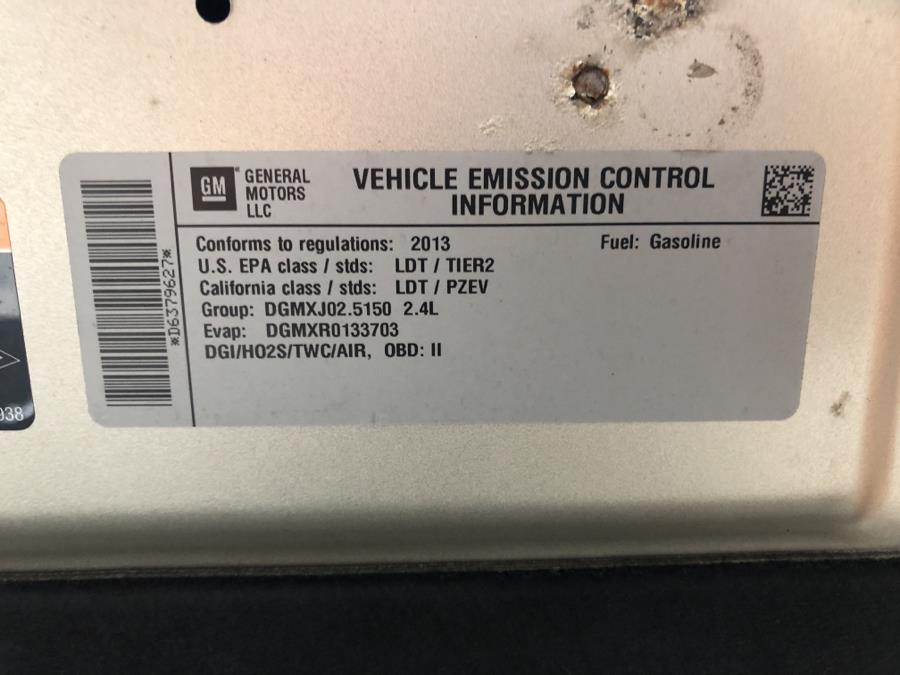 GM
GENERAL
MOTORS
LLC
VEHICLE EMISSION CONTROL
INFORMATION
Conforms to regulations: 2013
Fuel: Gasoline
U.S. EPA class / stds: LDT / TIER2
California class / stds: LDT / PZEV
Group: DGMXJ02.5150 2.4L
Evap: DGMXR0133703
DGI/HO2S/TWC/AIR, OBD: II
*D6379627*
938